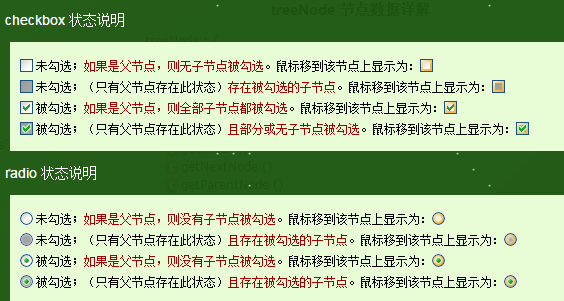 treeNode 节点数据详解
checkbox 状态说明
未勾选；如果是父节点，则无子节点被勾选。鼠标移到该节点上显示为：
未勾选；（只有父节点存在此状态）存在被勾选的子节点。鼠标移到该节点上显示为：
被勾选；如果是父节点，则全部子节点都被勾选。鼠标移到该节点上显示为：
被勾选；（只有父节点存在此状态）且部分或无子节点被勾选。鼠标移到该节点上显示为：
getNextNode ()
radio 状态说明
getParentNode ()
未勾选；如果是父节点，则没有子节点被勾选。鼠标移到该节点上显示为：
未勾选；（只有父节点存在此状态）且存在被勾选的子节点。鼠标移到该节点上显示为：
被勾选；如果是父节点，则没有子节点被勾选。鼠标移到该节点上显示为：
被勾选；（只有父节点存在此状态）且存在被勾选的子节点。鼠标移到该节点上显示为：